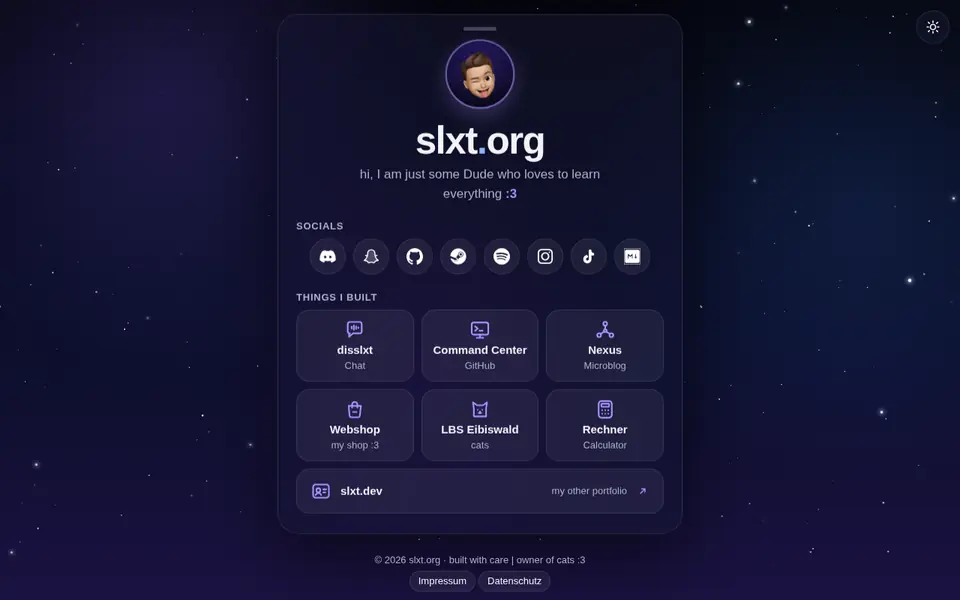 slxt.org
hi, I am just some Dude who loves to learn
everything :3
SOCIALS
THINGS I BUILT
disslxt
Chat
Command Center
GitHub
Nexus
Microblog
Webshop
my shop :3
LBS Eibiswald
cats
Rechner
Calculator
slxt.dev
my other portfolio
© 2026 slxt.org · built with care | owner of cats :3
Impressum
Datenschutz